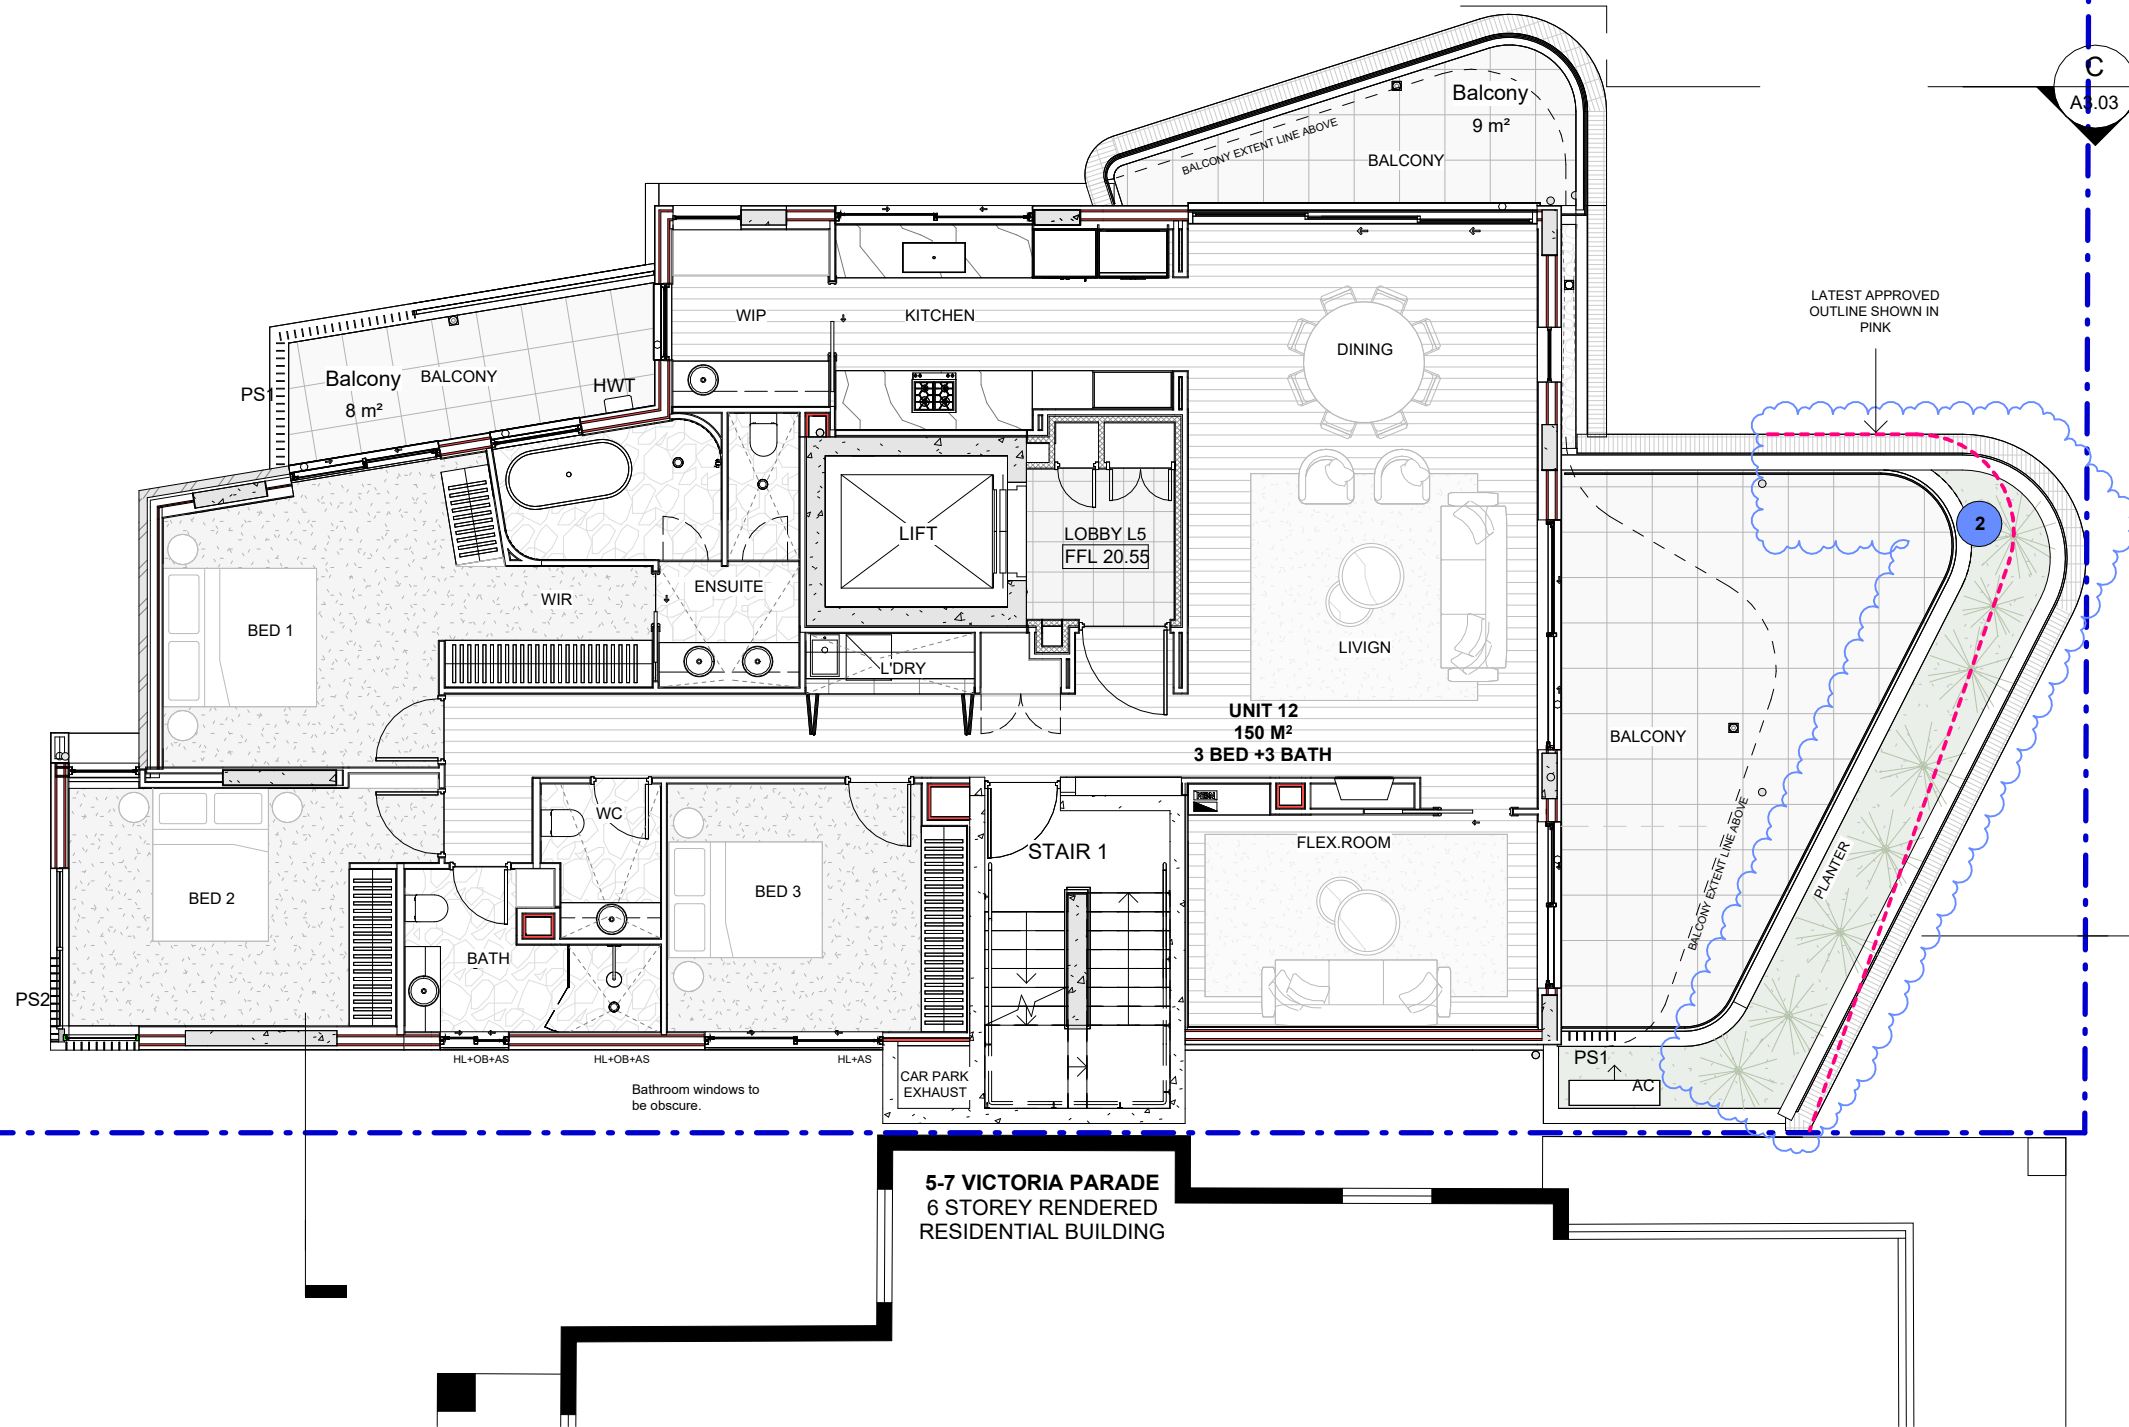 C
A3.03
Balcony
9 m²
BALCONY
BALCONY EXTENT LINE ABOVE
LATEST APPROVED
OUTLINE SHOWN IN
PINK
WIP
KITCHEN
DINING
PS1
Balcony
8 m²
BALCONY
HWT
2
LIFT
LOBBY L5
FFL 20.55
ENSUITE
WIR
BED 1
LIVIGN
L'DRY
UNIT 12
150 M²
3 BED +3 BATH
BALCONY
BALCONY EXTENT LINE ABOVE
PLANTER
WC
STAIR 1
FLEX.ROOM
BED 2
BED 3
BATH
PS2
HL+OB+AS
HL+OB+AS
HL+AS
PS1
AC
CAR PARK
EXHAUST
Bathroom windows to
be obscure.
5-7 VICTORIA PARADE
6 STOREY RENDERED
RESIDENTIAL BUILDING